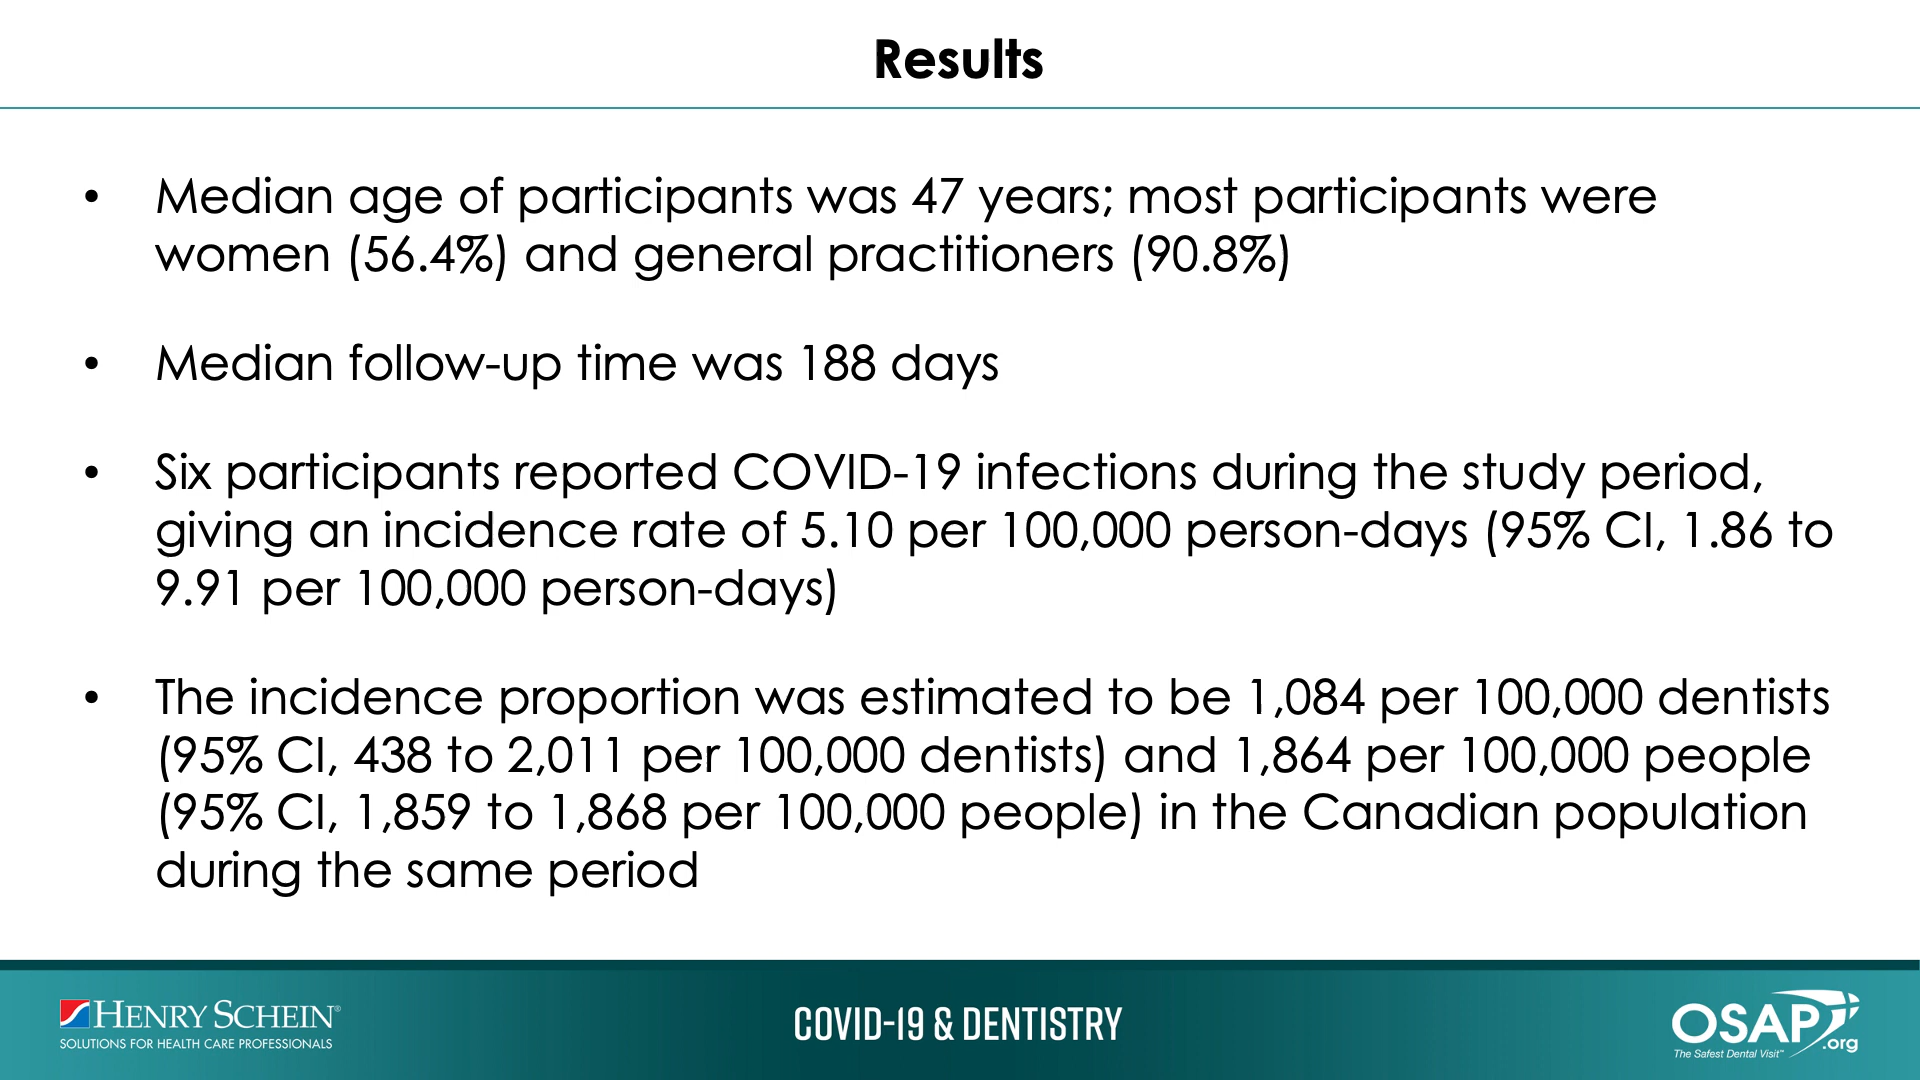 Results
• Median age of participants was 47 years; most participants were
women (56.4%) and general practitioners (90.8%)
• Median follow-up time was 188 days
• Six participants reported COVID-19 infections during the study period,
giving an incidence rate of 5.10 per 100,000 person-days (95% CI, 1.86 to
9.91 per 100,000 person-days)
• The incidence proportion was estimated to be 1,084 per 100,000 dentists
(95% CI, 438 to 2,011 per 100,000 dentists) and 1,864 per 100,000 people
(95% CI, 1,859 to 1,868 per 100,000 people) in the Canadian population
during the same period
HENRY SCHEIN®
SOLUTIONS FOR HEALTH CARE PROFESSIONALS
COVID-19 & DENTISTRY
OSAP
.org
The Safest Dental Visit™